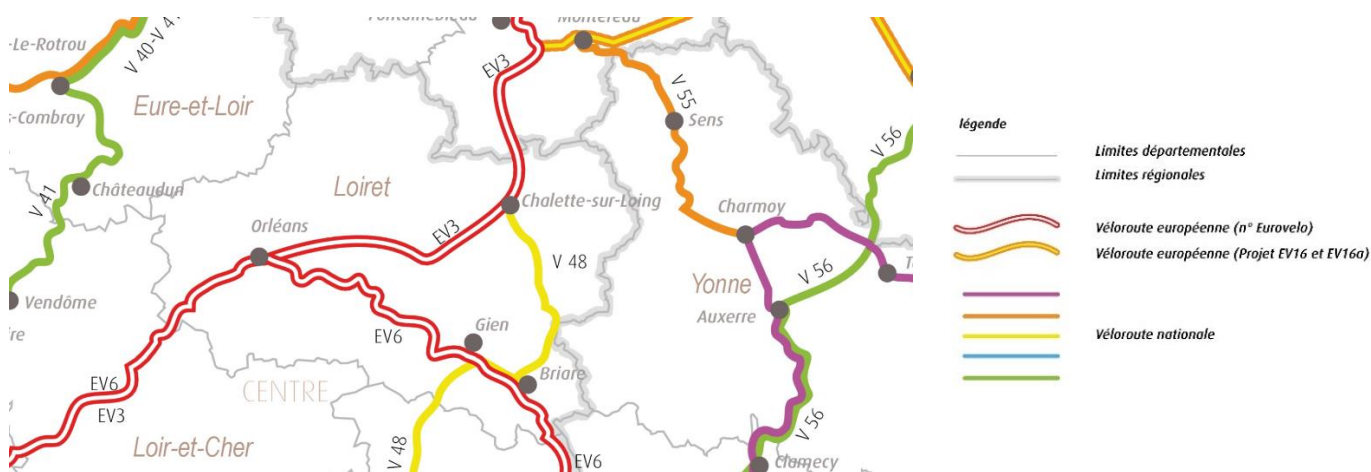 Montereau
-Le-Rotrou
V 40-V 4
EV3
Eure-et-Loir
V 55
s-Combray
Sens
V 56
Loiret
Châteaudun
V 41
Chalette-sur-Loing
Charmoy
Orléans
EV3
V 48
V 56
Yonne
Vendôme
Auxerre
tre
Gien
EV6
Briare
EV6
EV3
CENTRE
V 48
V 56
Loir-et-Cher
EV6
Clamecy
légende
Limites départementales
Limites régionales
Véloroute européenne (n° Eurovelo)
Véloroute européenne (Projet EV16 et EV16a)
Véloroute nationale